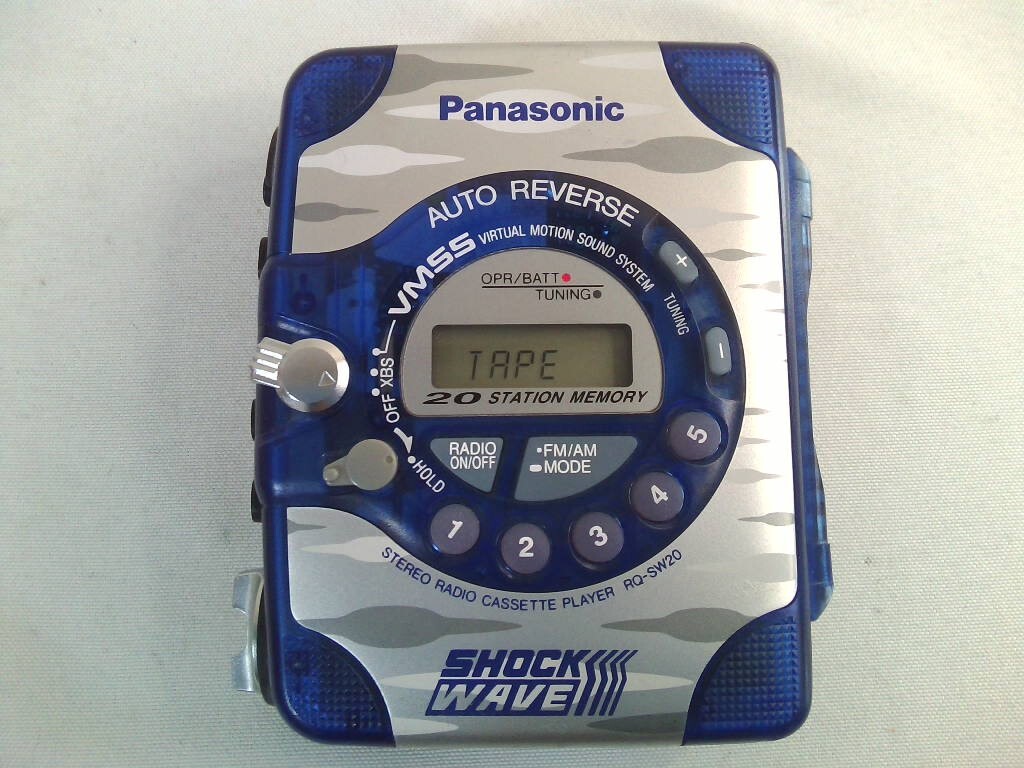 Panasonic
AUTO REVERSE
VMSS VIRTUAL MOTION SOUND SYSTEM
OPR/BATT
TUNING
+
TUNING
−
TAPE
20 STATION MEMORY
XBS
OFF
HOLD
RADIO
ON/OFF
FM/AM
MODE
1
2
3
4
5
STEREO RADIO CASSETTE PLAYER RQ-SW20
SHOCK
WAVE